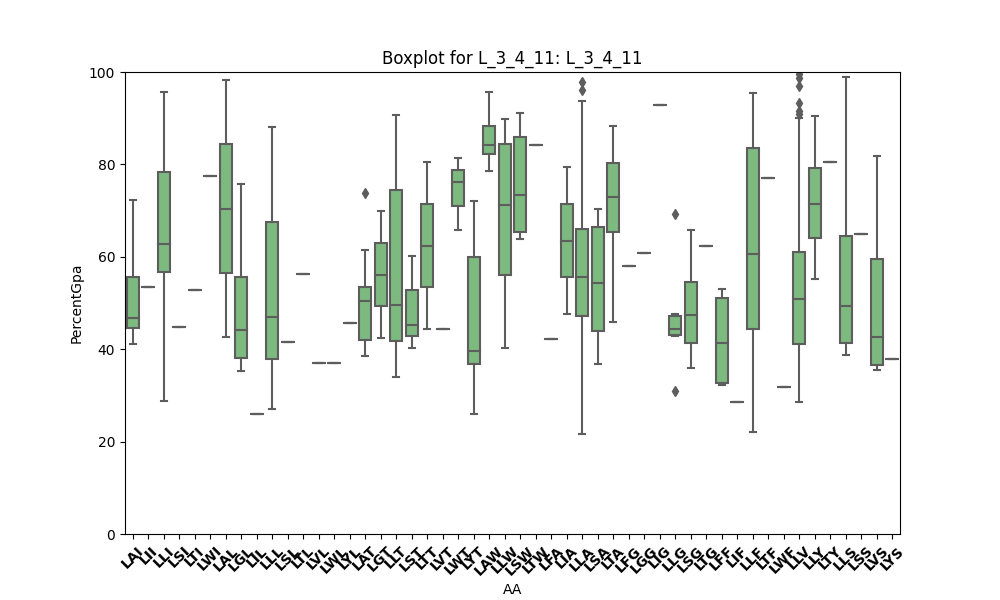 Boxplot for L_3_4_11: L_3_4_11
PercentGpa
100
80
60
40
20
0
LAI LII LLI LSI LTI LWI LAL LGL LIL LLL LSL LTL LVL LWL LYL LAT LGT LLT LST LTT LVT LWT LYT LAW LLW LSW LTW LFA LIA LLA LSA LTA LFG LGG LIG LLG LSG LTG LFF LIF LLF LTF LWF LLV LLY LTY LLS LSS LVS LYS
AA